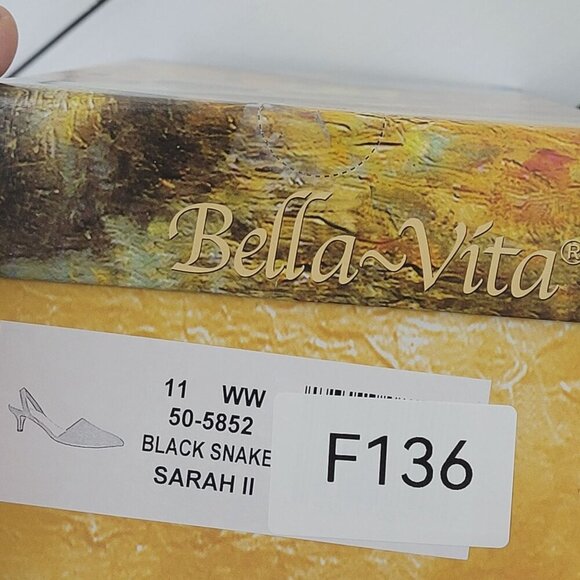 Bella~Vita®
11 WW
50-5852
BLACK SNAKE
SARAH II
F136